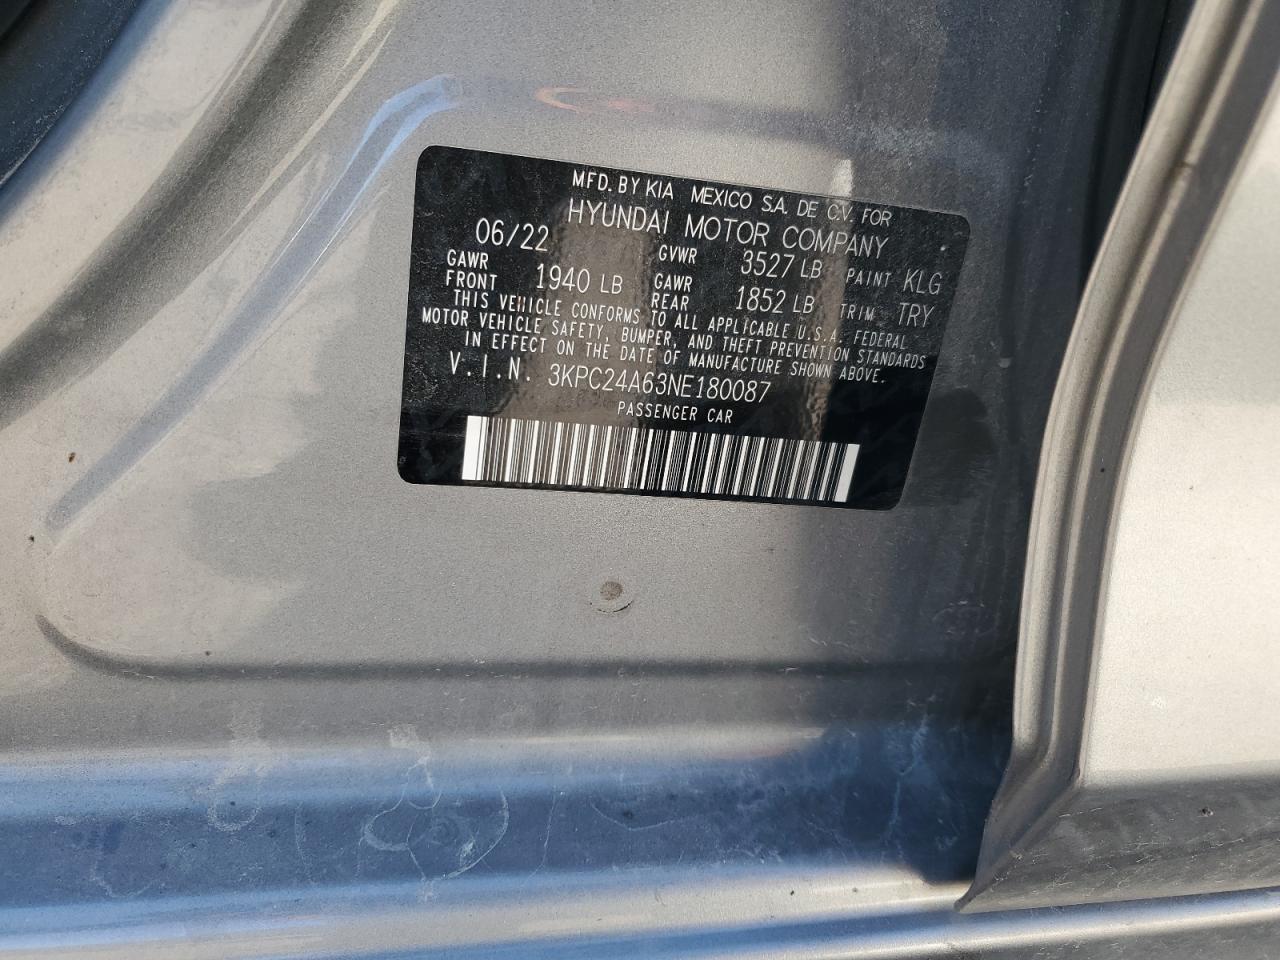 MFD. BY KIA MEXICO S.A. DE C.V. FOR
HYUNDAI MOTOR COMPANY
06/22 GVWR 3527 LB PAINT KLG
GAWR FRONT 1940 LB GAWR REAR 1852 LB TRIM TRY
THIS VEHICLE CONFORMS TO ALL APPLICABLE U.S.A. FEDERAL
MOTOR VEHICLE SAFETY, BUMPER, AND THEFT PREVENTION STANDARDS
IN EFFECT ON THE DATE OF MANUFACTURE SHOWN ABOVE.
V.I.N. 3KPC24A63NE180087
PASSENGER CAR